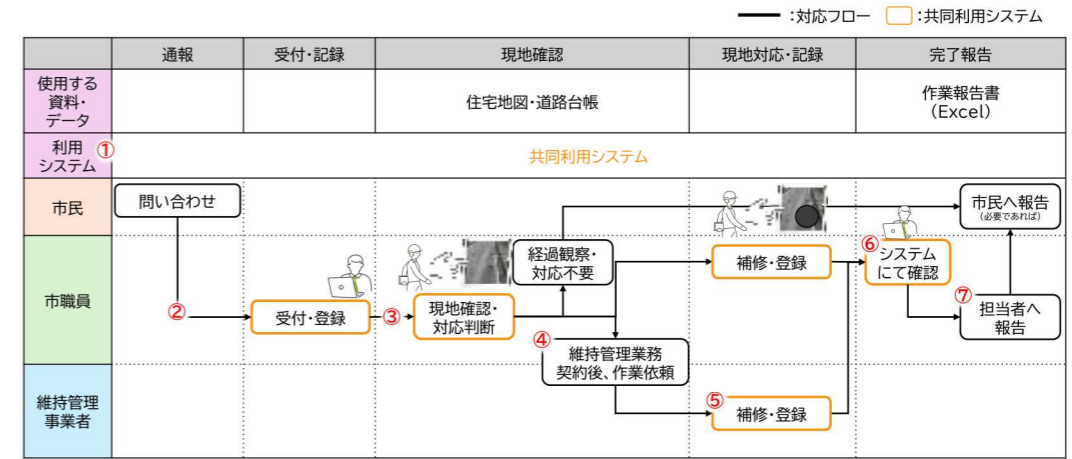 :対応フロー :共同利用システム
通報 受付・記録 現地確認 現地対応・記録 完了報告
使用する
資料・
データ
住宅地図・道路台帳
作業報告書
（Excel）
利用
システム
①
共同利用システム
市民
問い合わせ
市民へ報告
（必要であれば）
市職員
②
受付・登録
③
現地確認・
対応判断
経過観察・
対応不要
④
維持管理業務
契約後、作業依頼
補修・登録
⑥
システム
にて確認
⑦
担当者へ
報告
維持管理
事業者
⑤
補修・登録